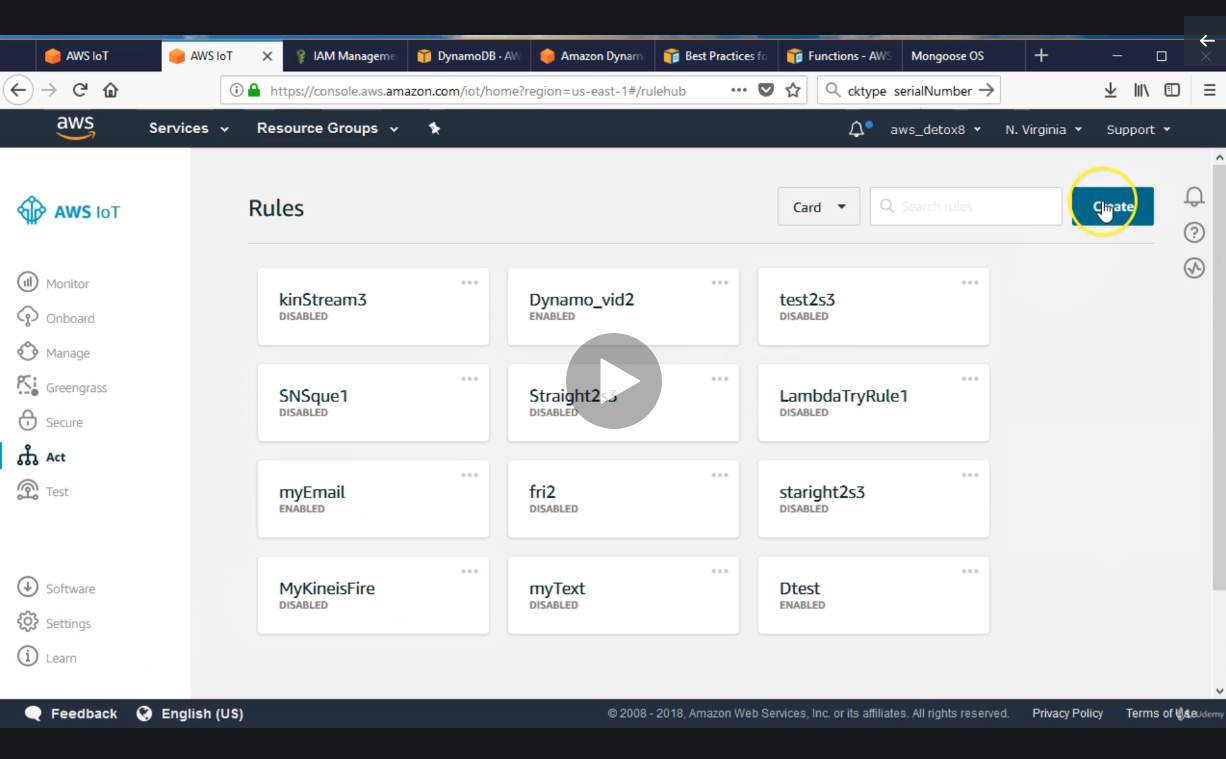 AWS IoT
AWS IoT
IAM Manageme
DynamoDB - AW
Amazon Dynam
Best Practices fo
Functions - AWS
Mongoose OS
https://console.aws.amazon.com/iot/home?region=us-east-1#/rulehub
cktype serialNumber
aws
Services
Resource Groups
aws_detox8
N. Virginia
Support
AWS IoT
Rules
Card
Search rules
Create
Monitor
Onboard
Manage
Greengrass
Secure
Act
Test
Software
Settings
Learn
kinStream3
DISABLED
Dynamo_vid2
ENABLED
test2s3
DISABLED
SNSque1
DISABLED
Straight2s3
DISABLED
LambdaTryRule1
DISABLED
myEmail
ENABLED
fri2
DISABLED
staright2s3
DISABLED
MyKineisFire
DISABLED
myText
DISABLED
Dtest
ENABLED
Feedback
English (US)
© 2008 - 2018, Amazon Web Services, Inc. or its affiliates. All rights reserved.
Privacy Policy
Terms of Use
Udemy